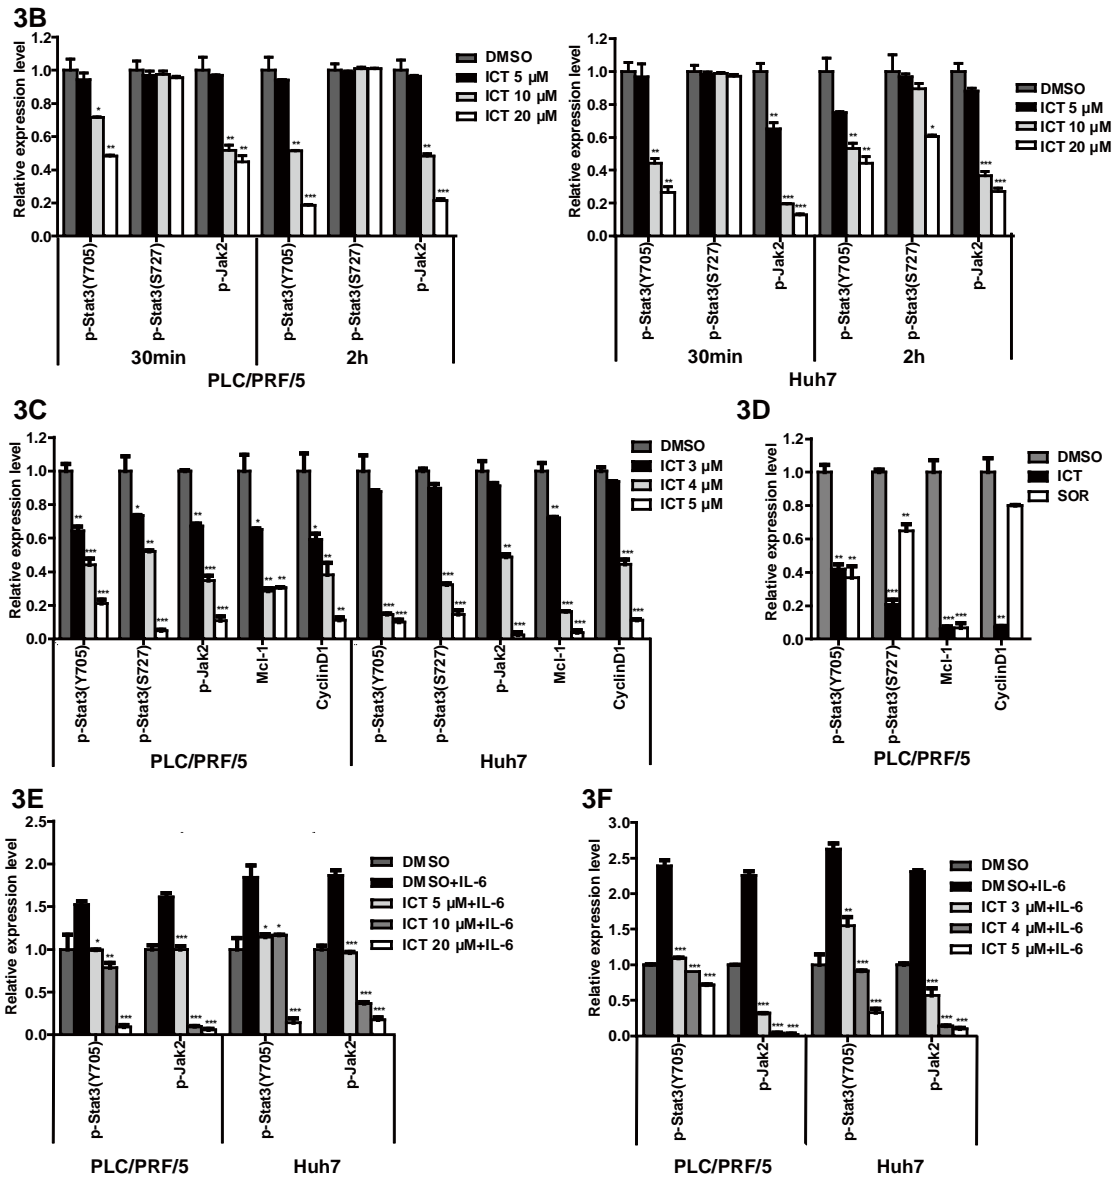 3B
Relative expression level
1.2
1.0
0.8
0.6
0.4
0.2
0.0
* ** ** ** ** *** ** ***
DMSO
ICT 5 µM
ICT 10 µM
ICT 20 µM
p-Stat3(Y705)
p-Stat3(S727)
p-Jak2
p-Stat3(Y705)
p-Stat3(S727)
p-Jak2
30min
2h
PLC/PRF/5
Relative expression level
1.2
1.0
0.8
0.6
0.4
0.2
0.0
** ** ** *** *** ** ** * *** ***
DMSO
ICT 5 µM
ICT 10 µM
ICT 20 µM
p-Stat3(Y705)
p-Stat3(S727)
p-Jak2
p-Stat3(Y705)
p-Stat3(S727)
p-Jak2
30min
2h
Huh7
3C
Relative expression level
1.2
1.0
0.8
0.6
0.4
0.2
0.0
** *** *** * ** *** ** *** *** * ** ** * ** ** *** *** *** *** ** *** ** *** *** *** ***
DMSO
ICT 3 µM
ICT 4 µM
ICT 5 µM
p-Stat3(Y705)
p-Stat3(S727)
p-Jak2
Mcl-1
CyclinD1
p-Stat3(Y705)
p-Stat3(S727)
p-Jak2
Mcl-1
CyclinD1
PLC/PRF/5
Huh7
3D
Relative expression level
1.2
1.0
0.8
0.6
0.4
0.2
0.0
** ** *** ** *** *** **
DMSO
ICT
SOR
p-Stat3(Y705)
p-Stat3(S727)
Mcl-1
CyclinD1
PLC/PRF/5
3E
Relative expression level
2.5
2.0
1.5
1.0
0.5
0.0
* ** *** *** *** *** * * *** *** *** ***
DMSO
DMSO+IL-6
ICT 5 µM+IL-6
ICT 10 µM+IL-6
ICT 20 µM+IL-6
p-Stat3(Y705)
p-Jak2
p-Stat3(Y705)
p-Jak2
PLC/PRF/5
Huh7
3F
Relative expression level
3.0
2.5
2.0
1.5
1.0
0.5
0.0
*** *** *** *** *** *** ** *** *** *** *** ***
DMSO
DMSO+IL-6
ICT 3 µM+IL-6
ICT 4 µM+IL-6
ICT 5 µM+IL-6
p-Stat3(Y705)
p-Jak2
p-Stat3(Y705)
p-Jak2
PLC/PRF/5
Huh7